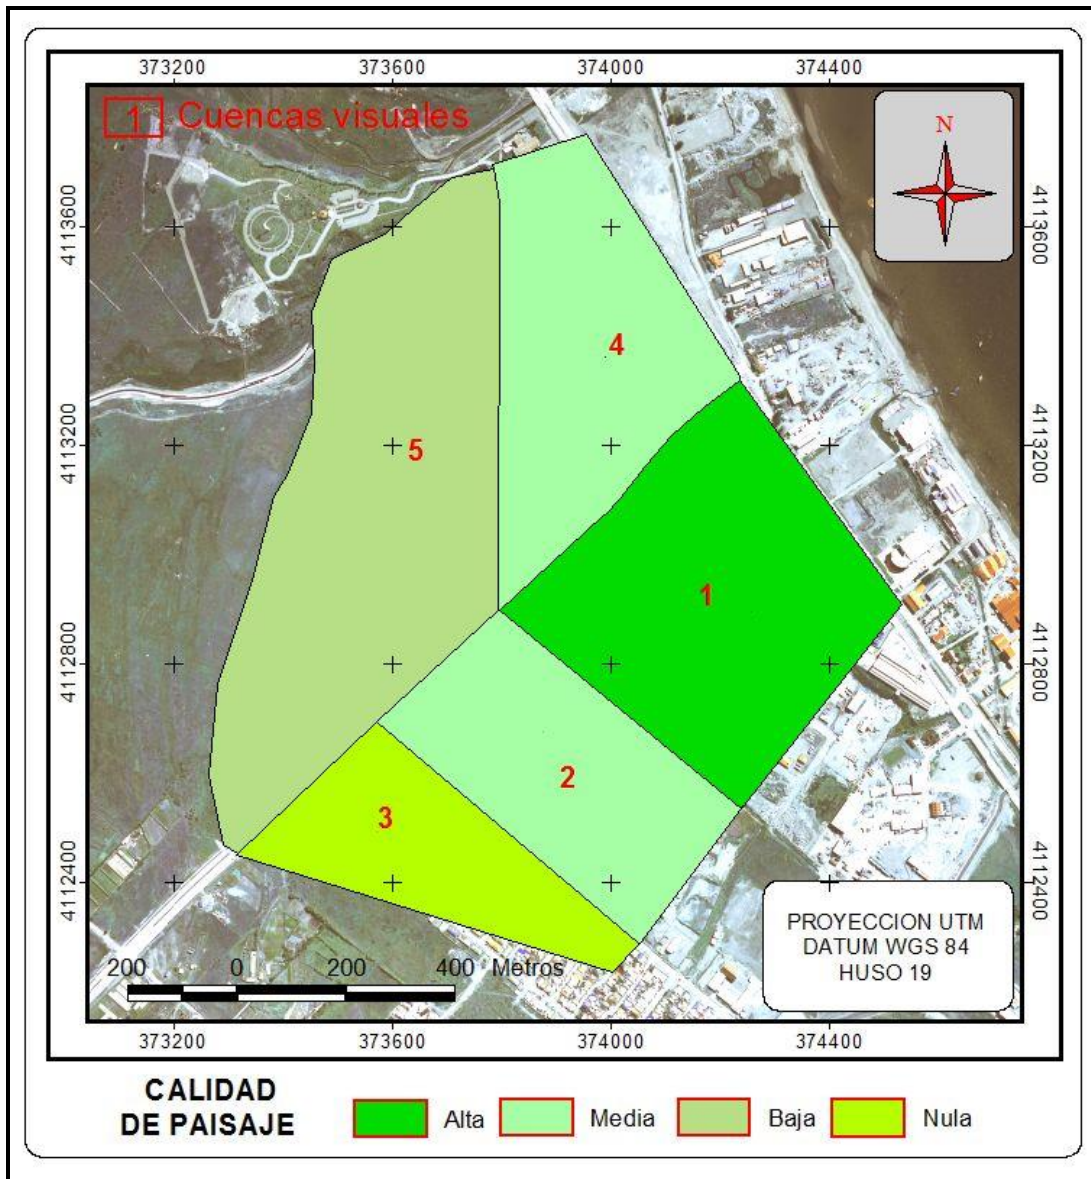 373200 373600 374000 374400
1 Cuencas visuales
N
4113600 4113600
4
4113200 4113200
5
1
4112800 4112800
2
3
4112400 4112400
PROYECCION UTM
DATUM WGS 84
HUSO 19
200 0 200 400 Metros
373200 373600 374000 374400
CALIDAD
DE PAISAJE
Alta Media Baja Nula